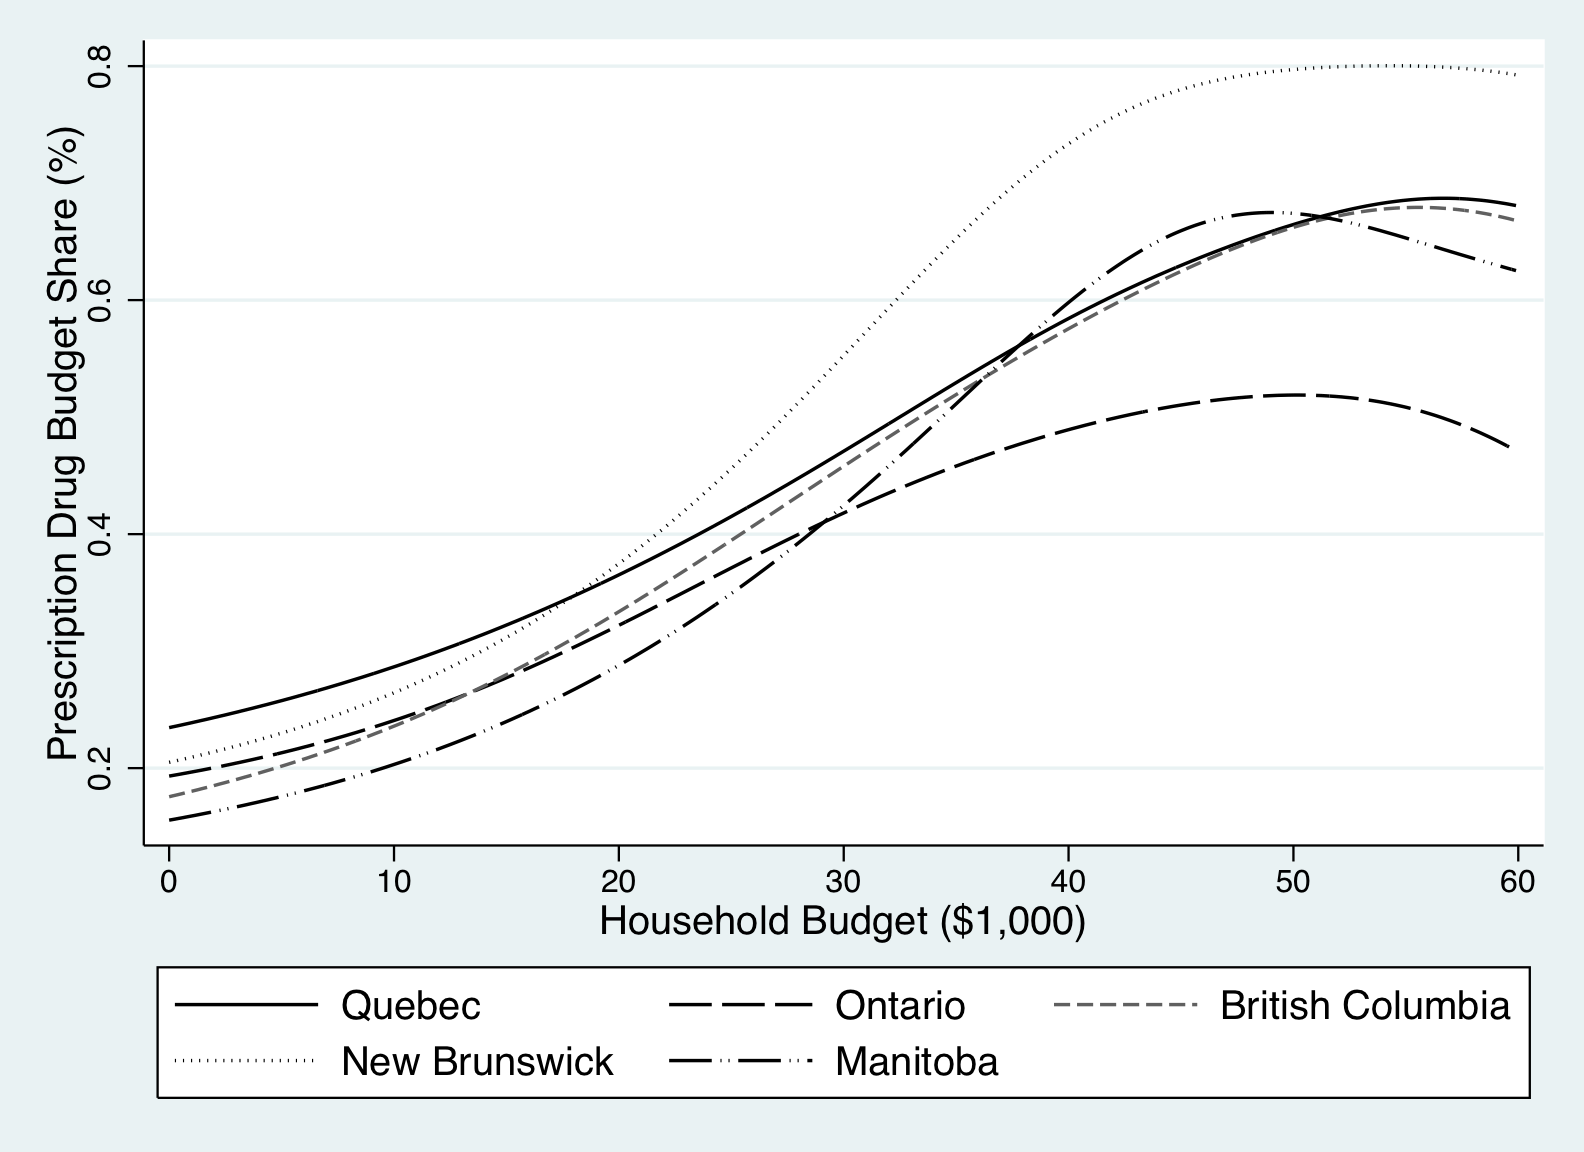 Prescription Drug Budget Share (%)
0.8
0.6
0.4
0.2
0 10 20 30 40 50 60
Household Budget ($1,000)
Quebec Ontario British Columbia
New Brunswick Manitoba